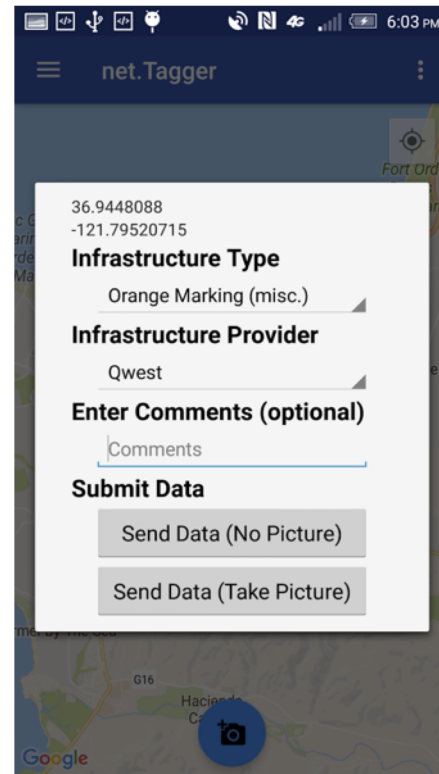 4G 6:03 PM
net.Tagger
Fort Ord
36.9448088
-121.79520715
Infrastructure Type
Orange Marking (misc.)
Infrastructure Provider
Qwest
Enter Comments (optional)
Comments
Submit Data
Send Data (No Picture)
Send Data (Take Picture)
G16
Google